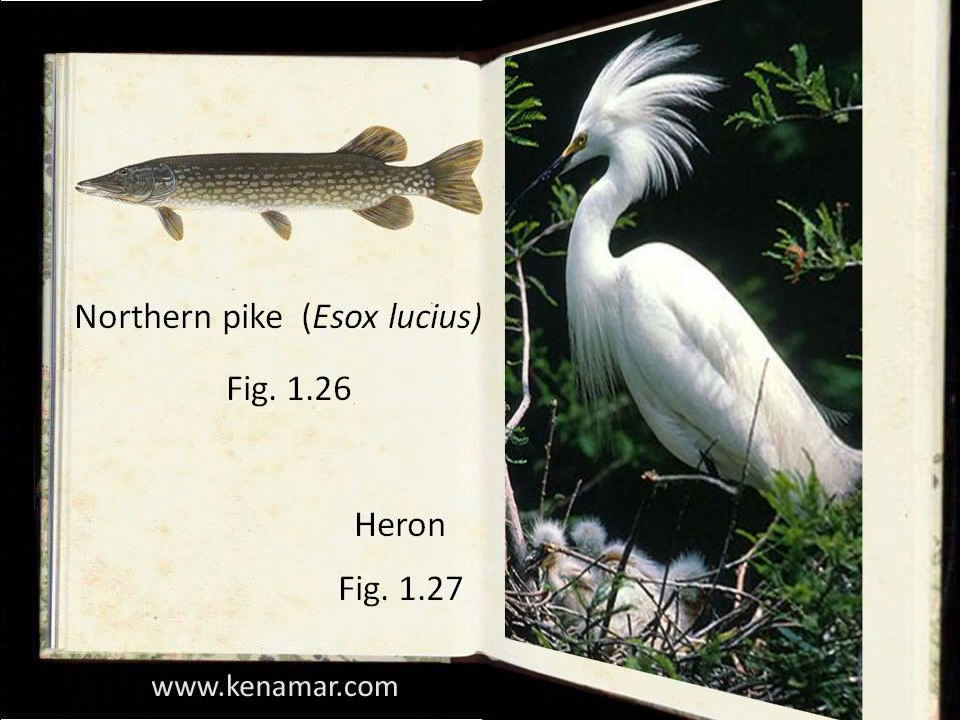 Northern pike (Esox lucius)
Fig. 1.26
Heron
Fig. 1.27
www.kenamar.com